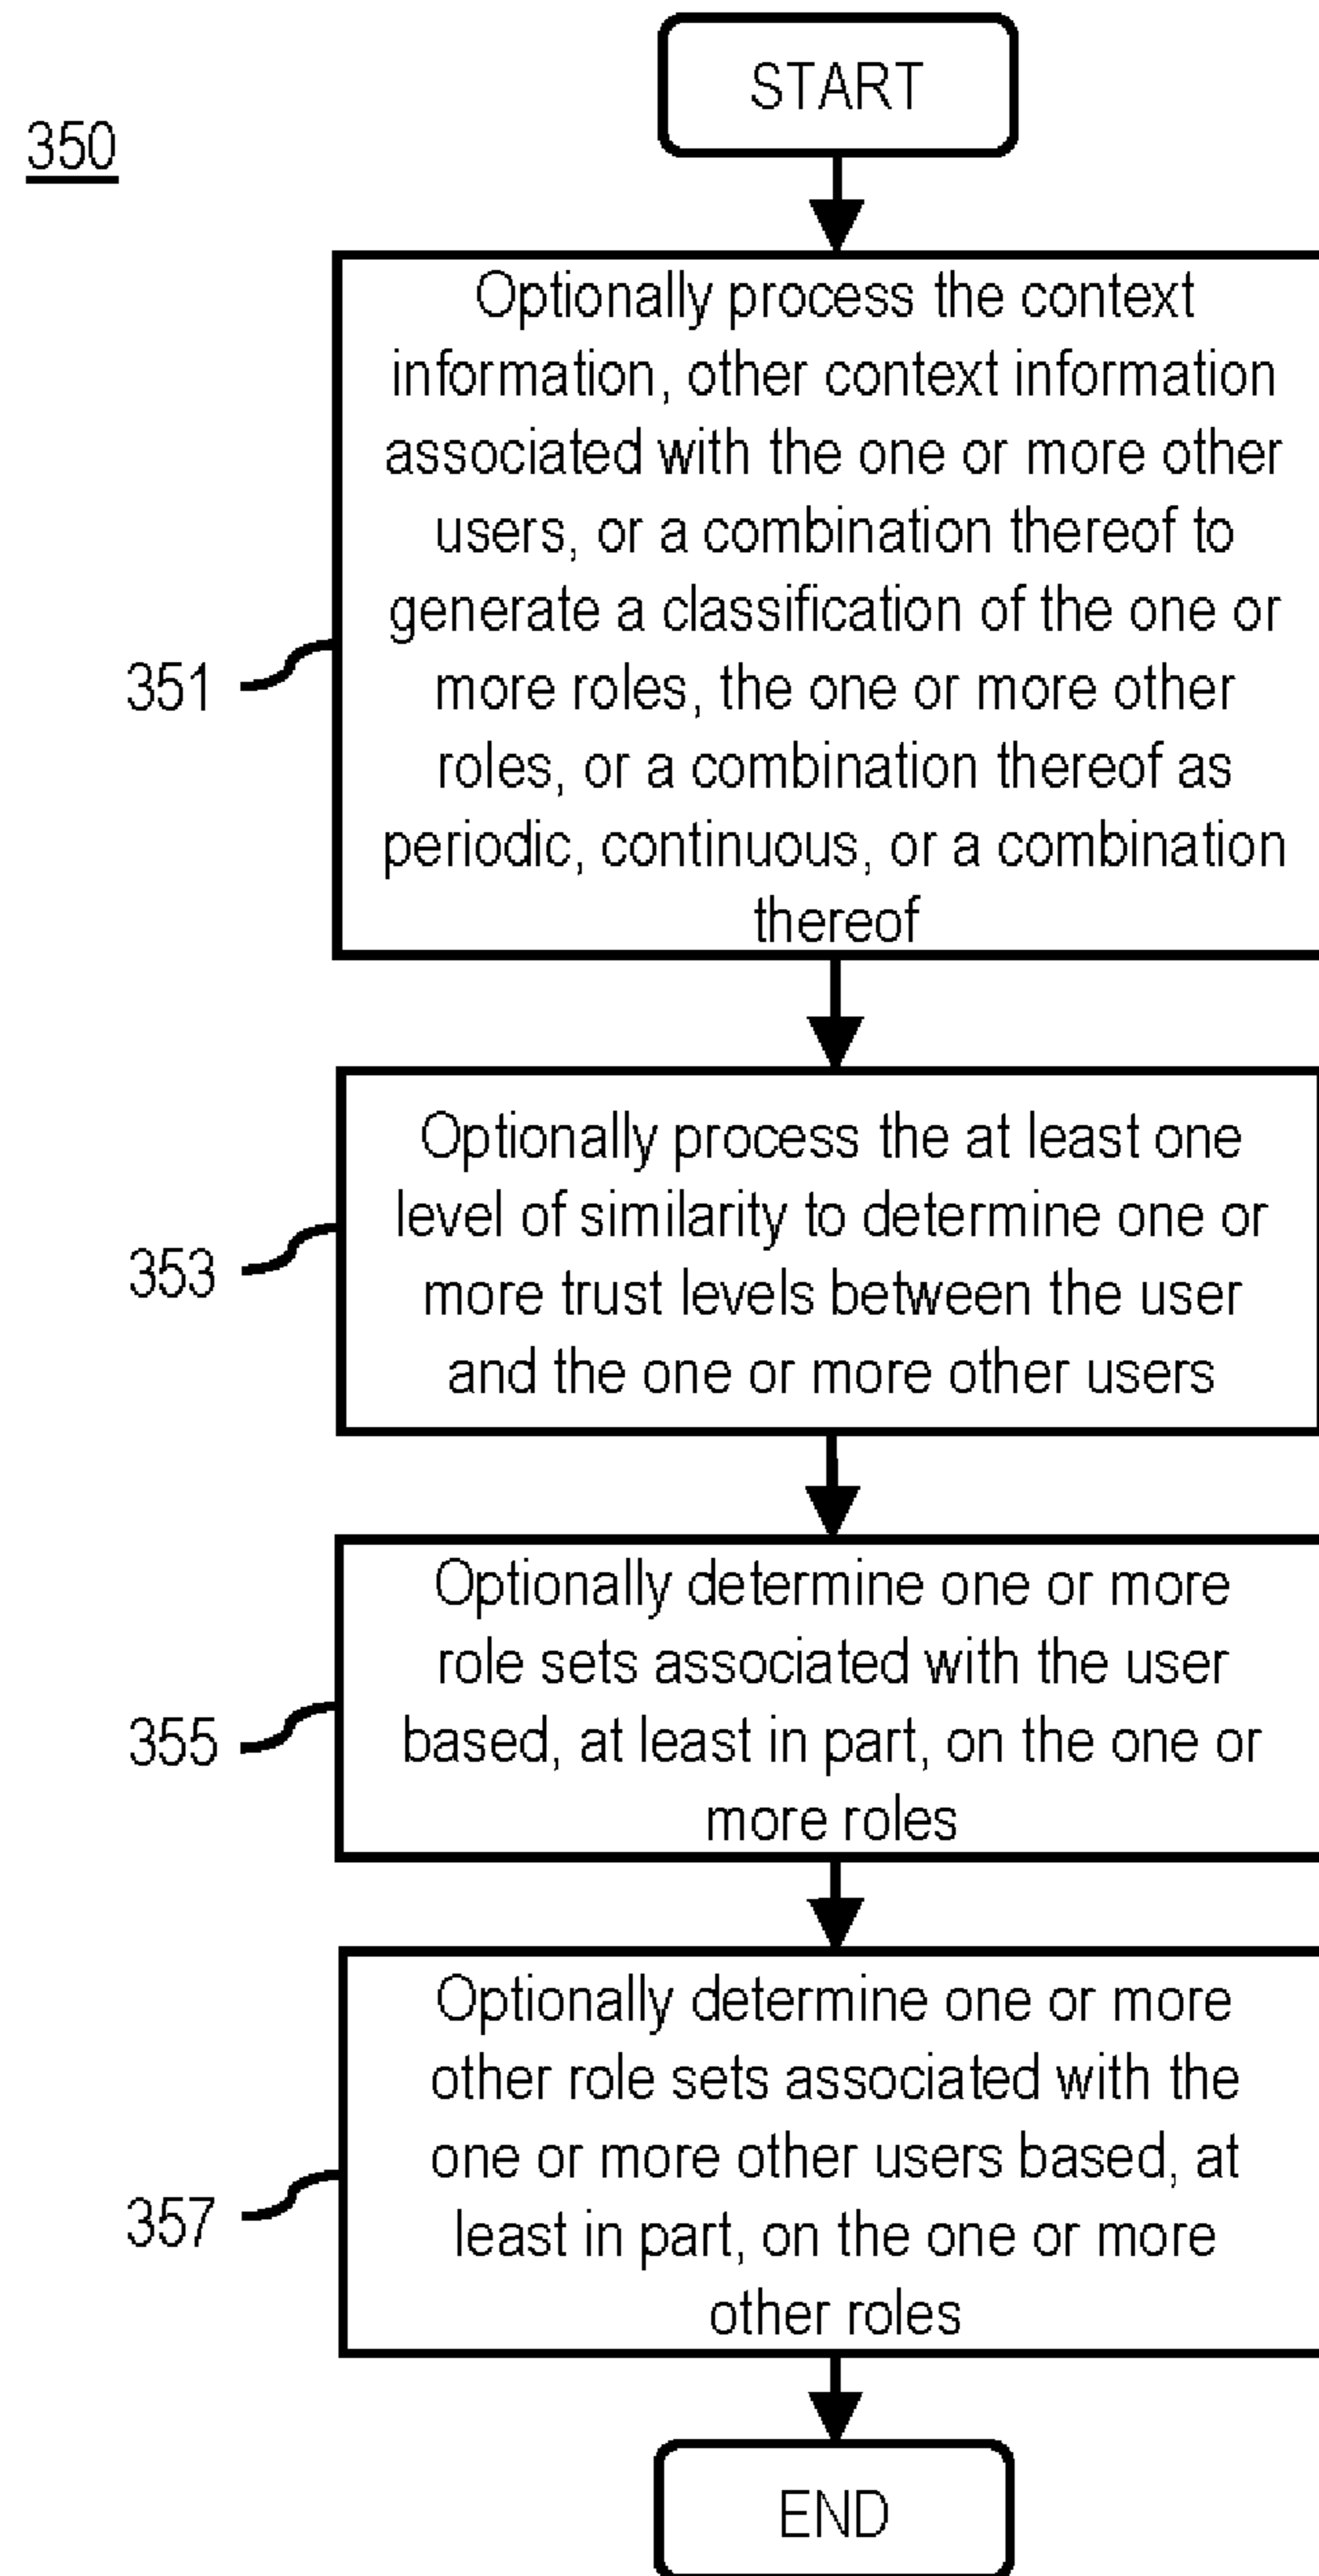 START
350
Optionally process the context
information, other context information
associated with the one or more other
users, or a combination thereof to
generate a classification of the one or
more roles, the one or more other
roles, or a combination thereof as
periodic, continuous, or a combination
thereof
351
Optionally process the at least one
level of similarity to determine one or
more trust levels between the user
and the one or more other users
353
Optionally determine one or more
role sets associated with the user
based, at least in part, on the one or
more roles
355
Optionally determine one or more
other role sets associated with the
one or more other users based, at
least in part, on the one or more
other roles
357
END